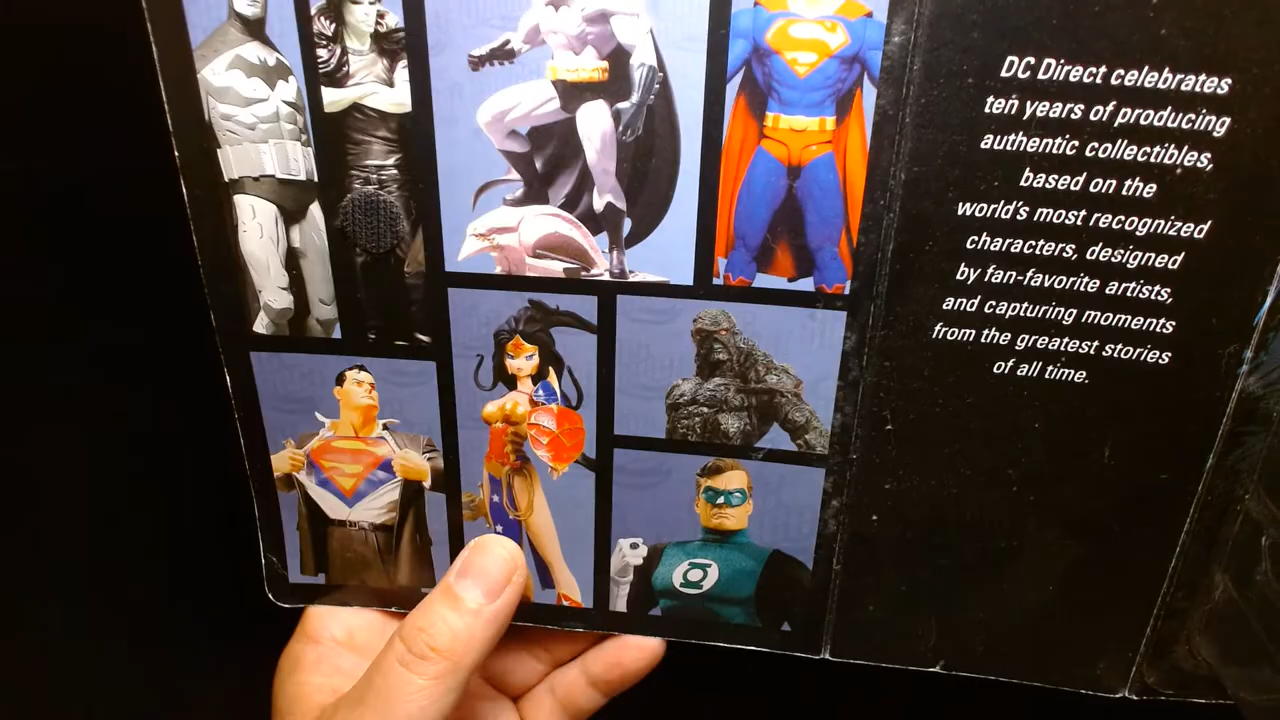 DC Direct celebrates
ten years of producing
authentic collectibles,
based on the
world's most recognized
characters, designed
by fan-favorite artists,
and capturing moments
from the greatest stories
of all time.